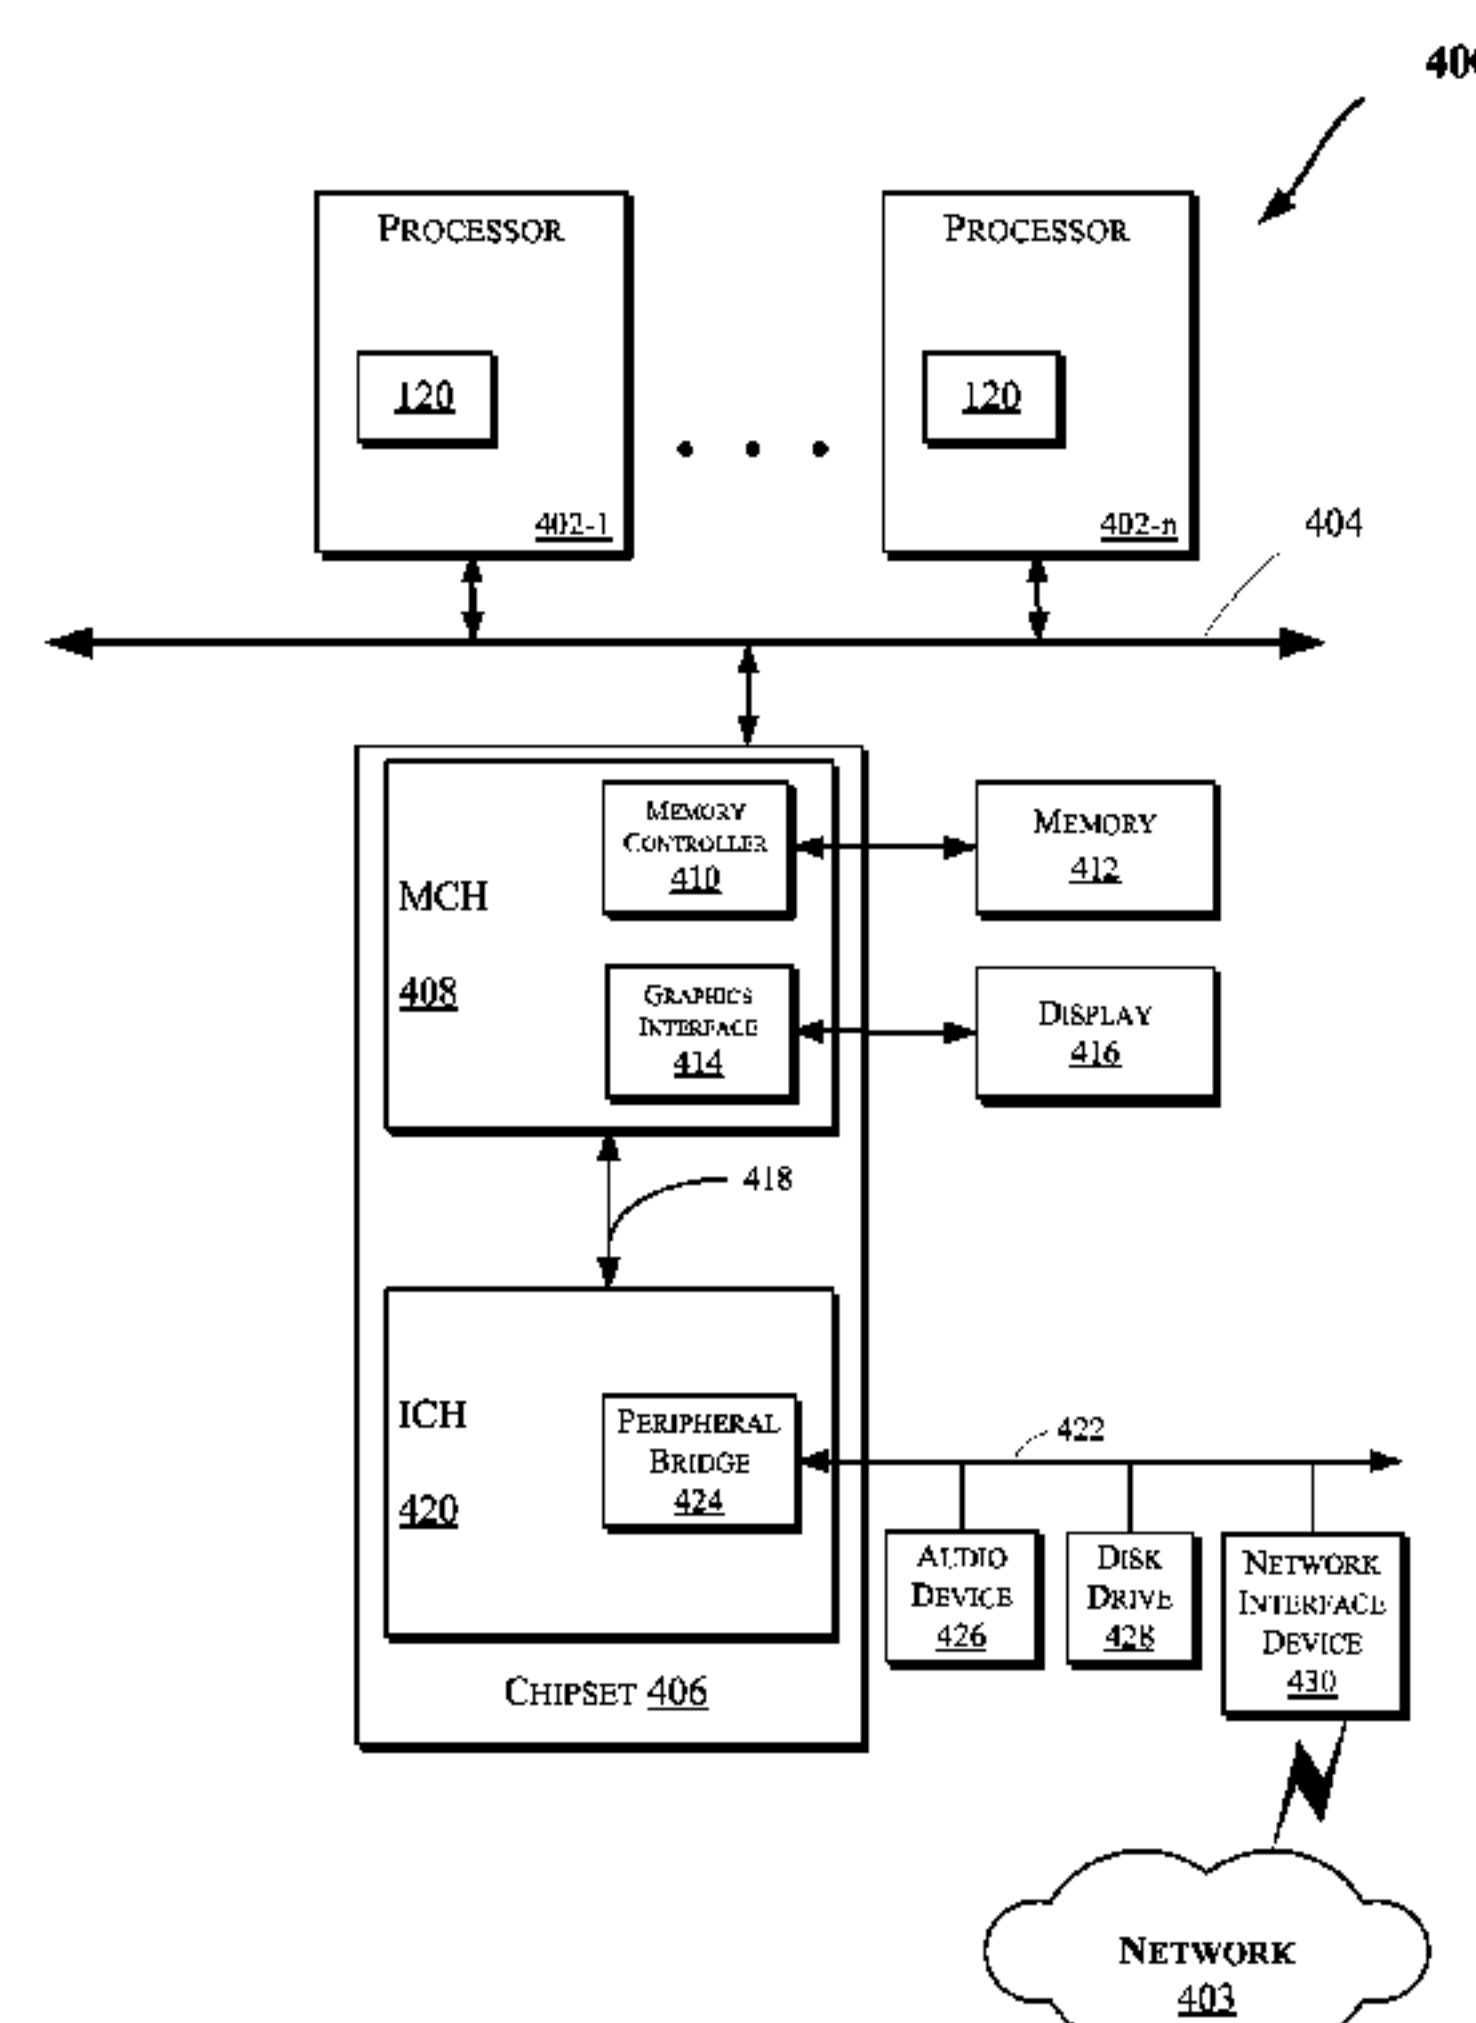 PROCESSOR
120
402-1
PROCESSOR
120
402-n
404
MCH
408
MEMORY
CONTROLLER
410
MEMORY
412
GRAPHICS
INTERFACE
414
DISPLAY
416
418
ICH
420
PERIPHERAL
BRIDGE
424
422
AUDIO
DEVICE
426
DISK
DRIVE
428
NETWORK
INTERFACE
DEVICE
430
CHIPSET 406
NETWORK
403